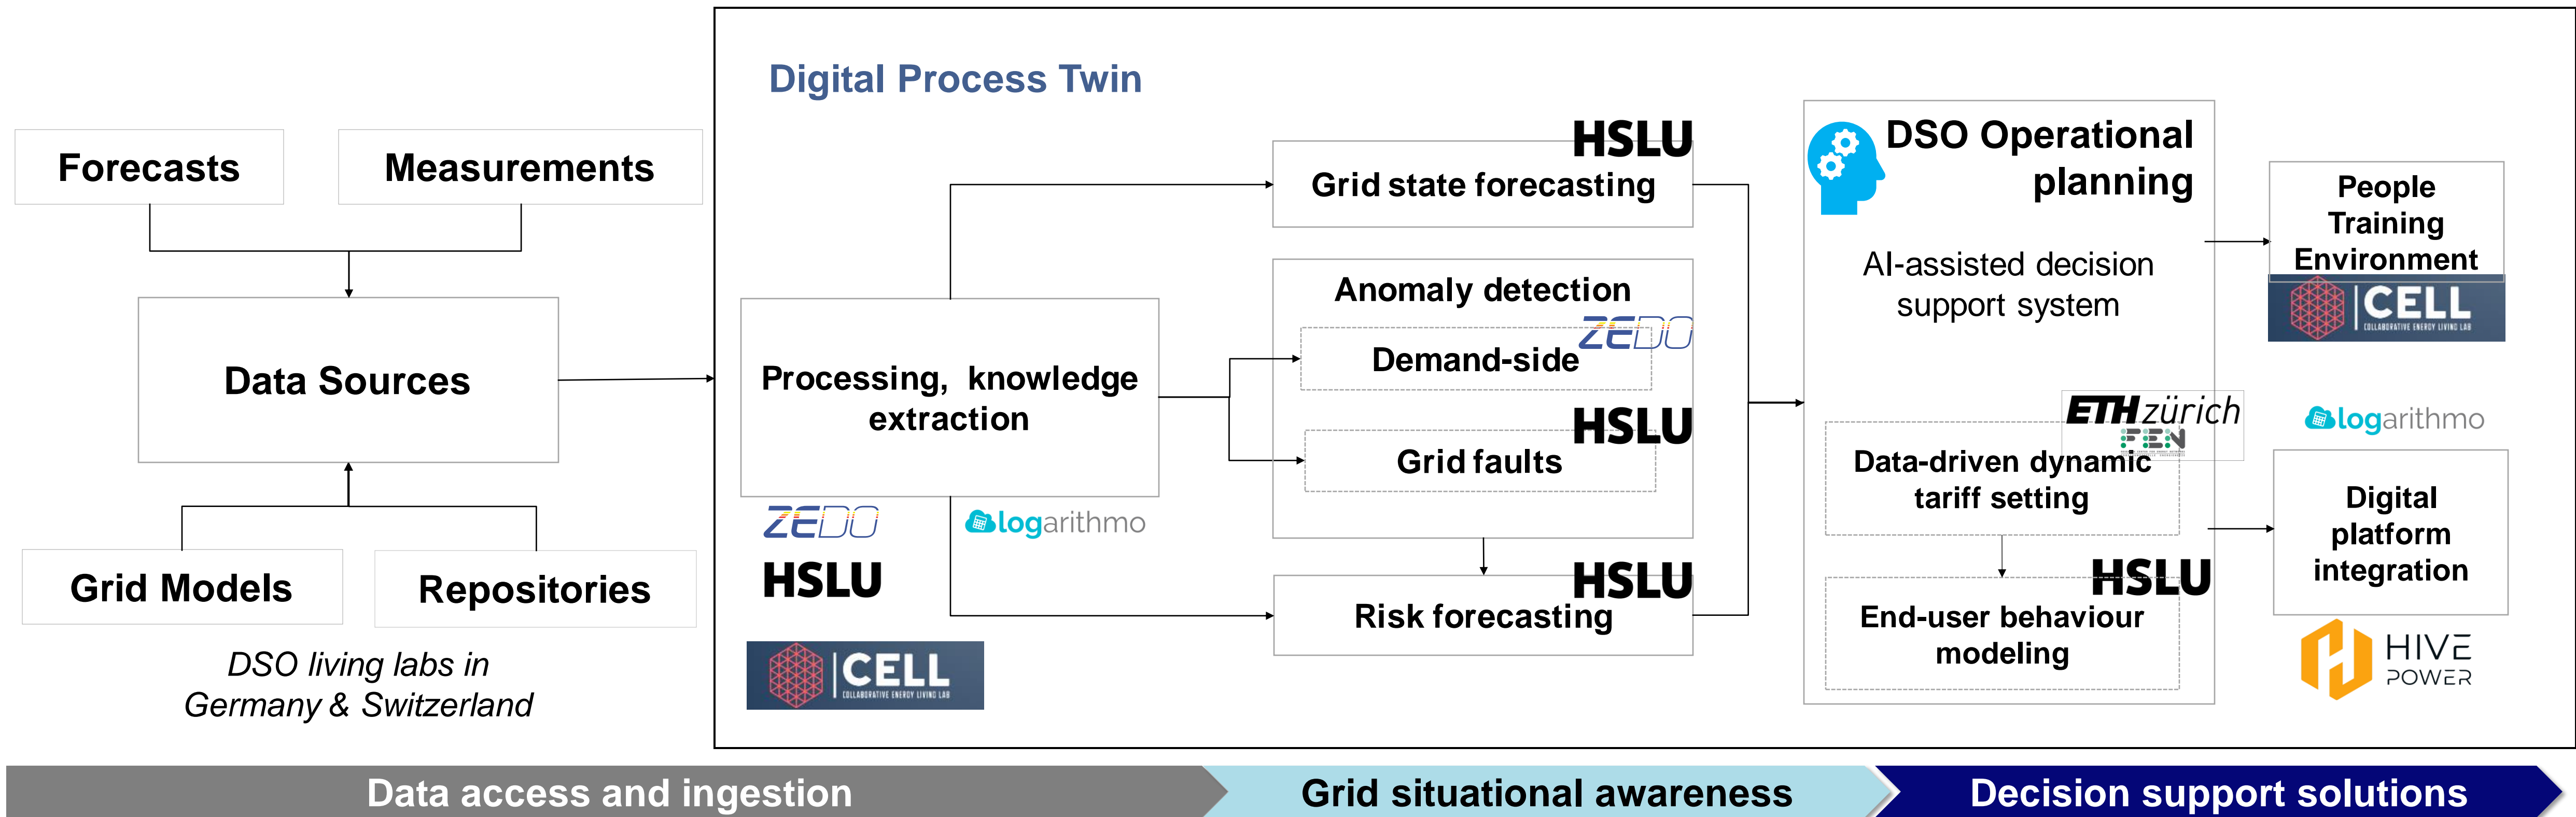 Digital Process Twin
Forecasts
Measurements
Data Sources
Grid Models
Repositories
DSO living labs in
Germany & Switzerland
Processing, knowledge
extraction
ZEDO
logarithmo
HSLU
CELL
COLLABORATIVE ENERGY LIVING LAB
HSLU
Grid state forecasting
Anomaly detection
ZEDO
Demand-side
HSLU
Grid faults
HSLU
Risk forecasting
DSO Operational
planning
AI-assisted decision
support system
ETH zürich
FEN
Data-driven dynamic
tariff setting
HSLU
End-user behaviour
modeling
People
Training
Environment
CELL
COLLABORATIVE ENERGY LIVING LAB
logarithmo
Digital
platform
integration
HIVE
POWER
Data access and ingestion
Grid situational awareness
Decision support solutions